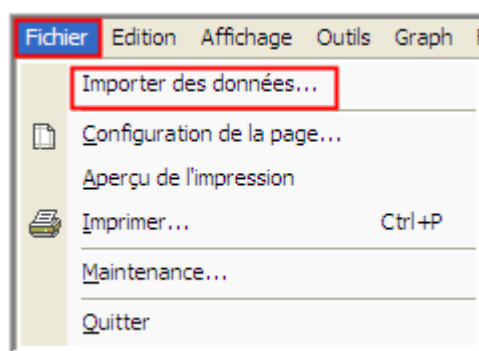 Fichier Edition Affichage Outils Graph
Importer des données...
Configuration de la page...
Aperçu de l'impression
Imprimer... Ctrl+P
Maintenance...
Quitter